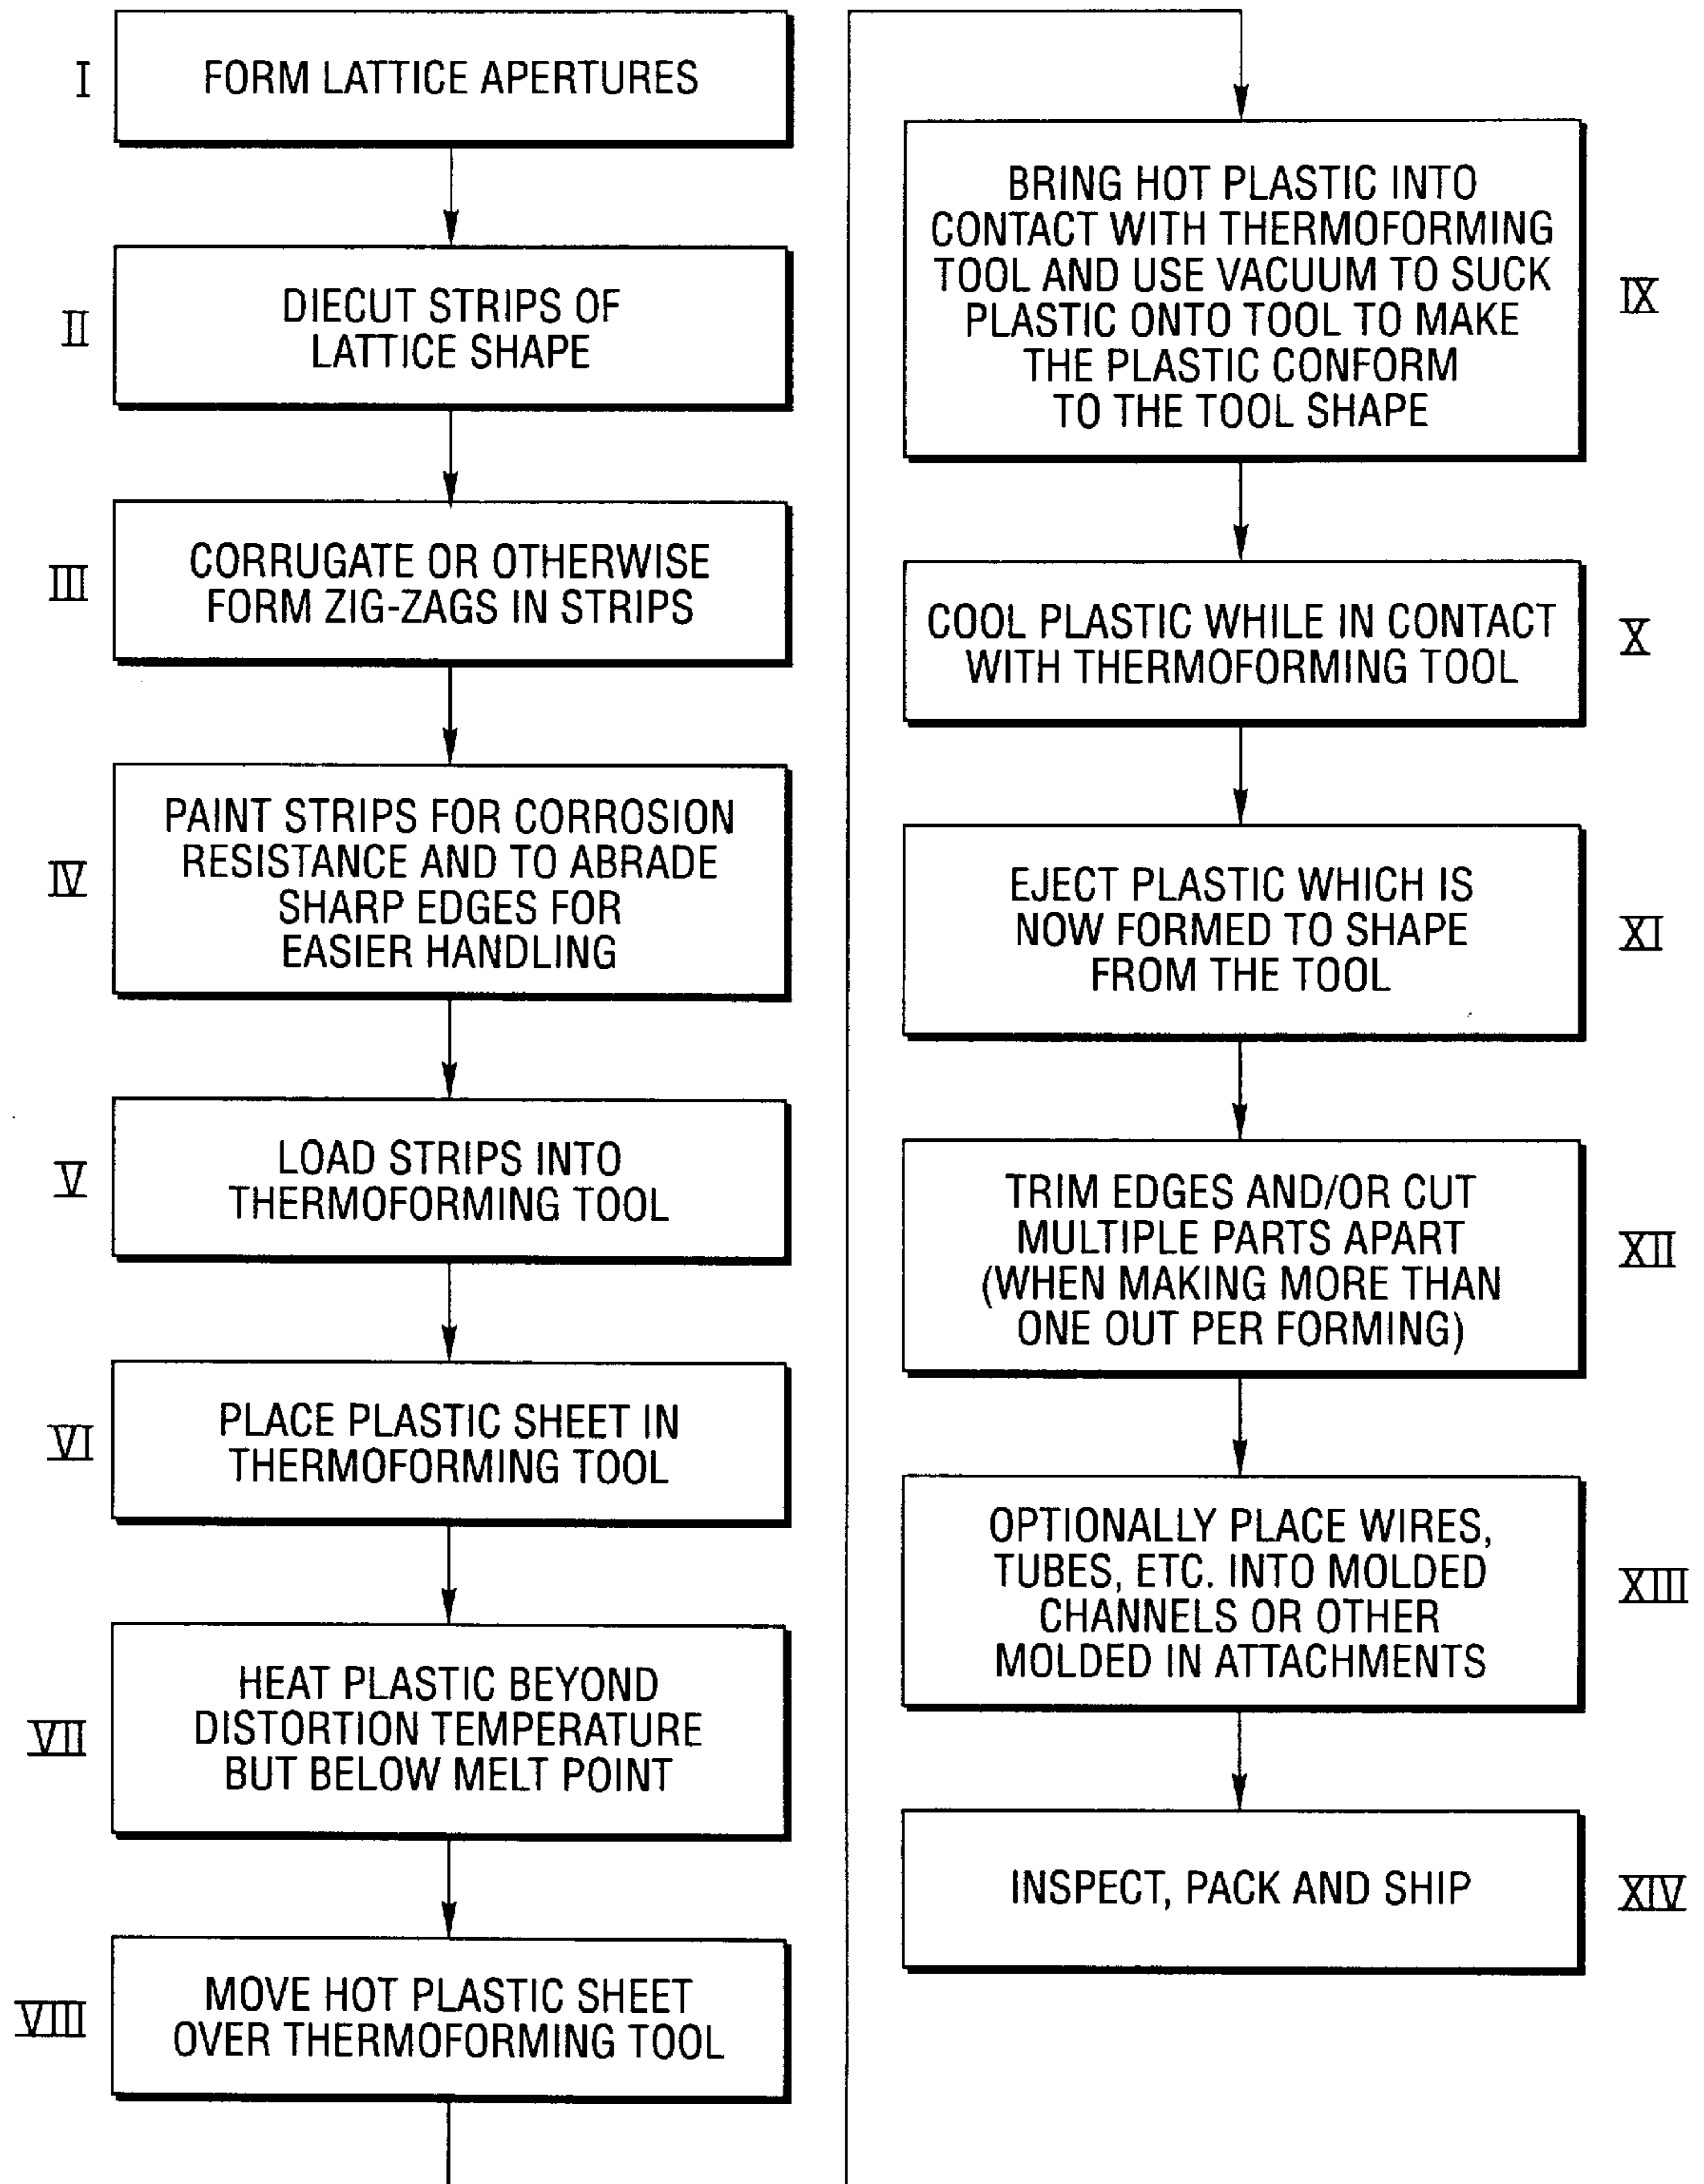 I
FORM LATTICE APERTURES
II
DIECUT STRIPS OF
LATTICE SHAPE
III
CORRUGATE OR OTHERWISE
FORM ZIG-ZAGS IN STRIPS
IV
PAINT STRIPS FOR CORROSION
RESISTANCE AND TO ABRADE
SHARP EDGES FOR
EASIER HANDLING
V
LOAD STRIPS INTO
THERMOFORMING TOOL
VI
PLACE PLASTIC SHEET IN
THERMOFORMING TOOL
VII
HEAT PLASTIC BEYOND
DISTORTION TEMPERATURE
BUT BELOW MELT POINT
VIII
MOVE HOT PLASTIC SHEET
OVER THERMOFORMING TOOL
BRING HOT PLASTIC INTO
CONTACT WITH THERMOFORMING
TOOL AND USE VACUUM TO SUCK
PLASTIC ONTO TOOL TO MAKE
THE PLASTIC CONFORM
TO THE TOOL SHAPE
IX
COOL PLASTIC WHILE IN CONTACT
WITH THERMOFORMING TOOL
X
EJECT PLASTIC WHICH IS
NOW FORMED TO SHAPE
FROM THE TOOL
XI
TRIM EDGES AND/OR CUT
MULTIPLE PARTS APART
(WHEN MAKING MORE THAN
ONE OUT PER FORMING)
XII
OPTIONALLY PLACE WIRES,
TUBES, ETC. INTO MOLDED
CHANNELS OR OTHER
MOLDED IN ATTACHMENTS
XIII
INSPECT, PACK AND SHIP
XIV